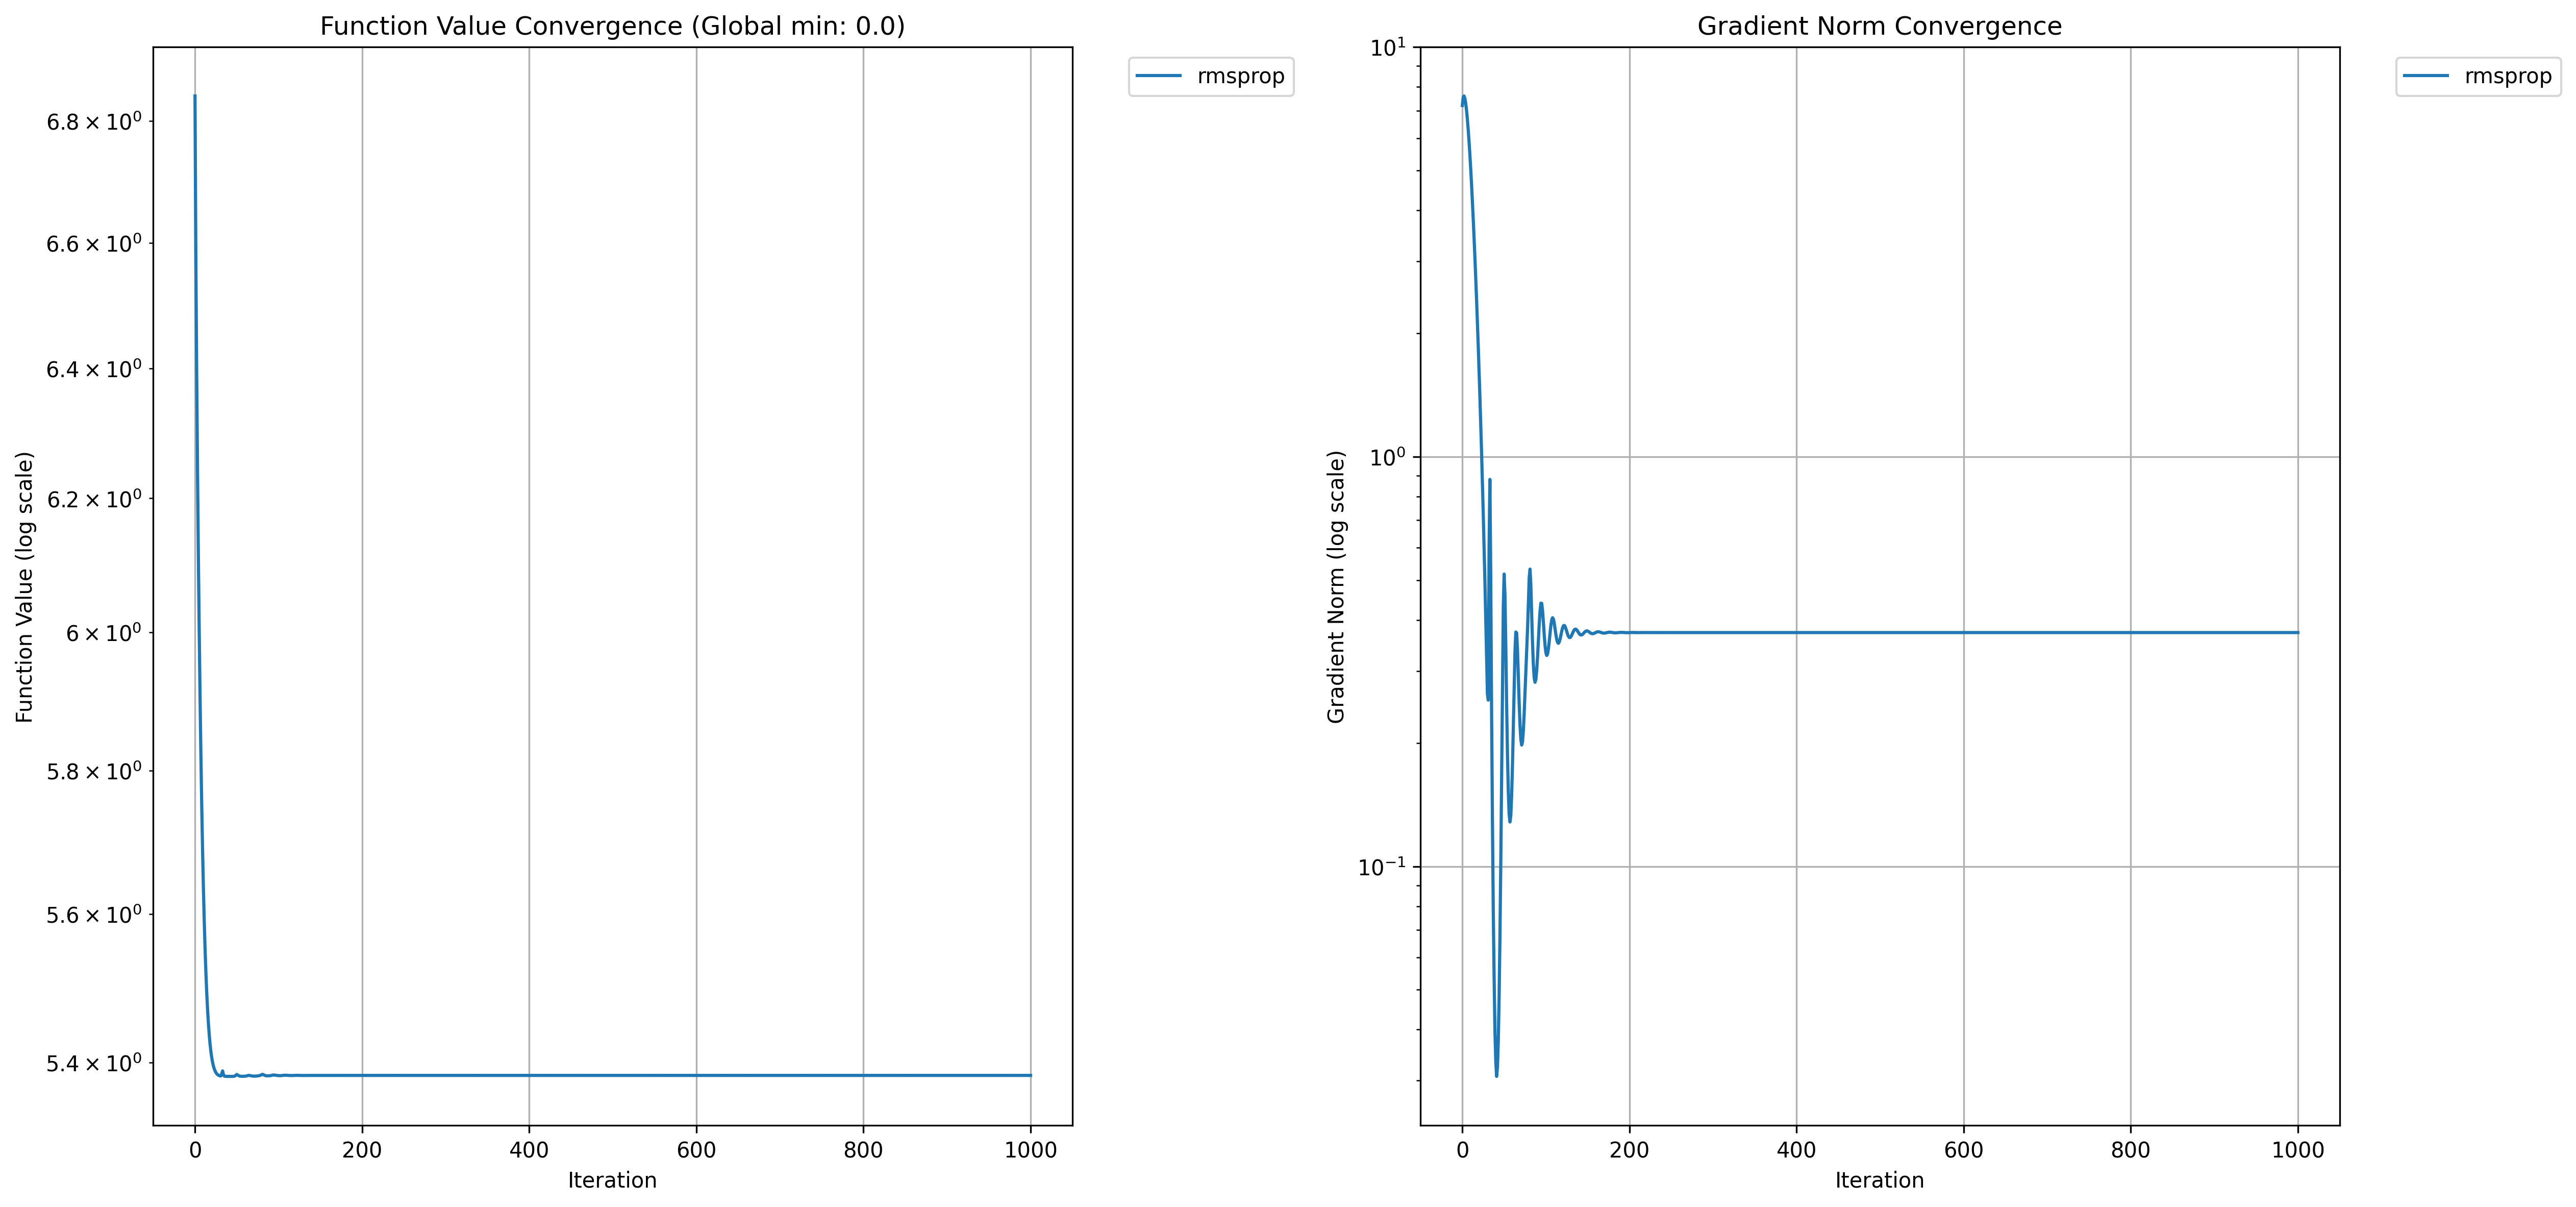 Function Value Convergence (Global min: 0.0)
rmsprop
Function Value (log scale)
6.8 × 10⁰
6.6 × 10⁰
6.4 × 10⁰
6.2 × 10⁰
6 × 10⁰
5.8 × 10⁰
5.6 × 10⁰
5.4 × 10⁰
0 200 400 600 800 1000
Iteration
Gradient Norm Convergence
rmsprop
Gradient Norm (log scale)
10¹
10⁰
10⁻¹
0 200 400 600 800 1000
Iteration